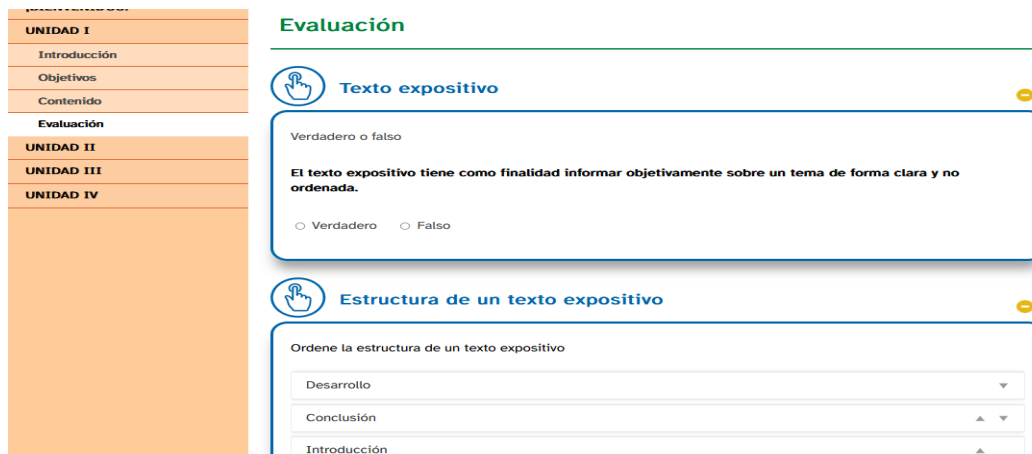 ¡BIENVENIDOS!
UNIDAD I
Introducción
Objetivos
Contenido
Evaluación
UNIDAD II
UNIDAD III
UNIDAD IV
Evaluación
Texto expositivo
Verdadero o falso
El texto expositivo tiene como finalidad informar objetivamente sobre un tema de forma clara y no
ordenada.
Verdadero Falso
Estructura de un texto expositivo
Ordene la estructura de un texto expositivo
Desarrollo
Conclusión
Introducción